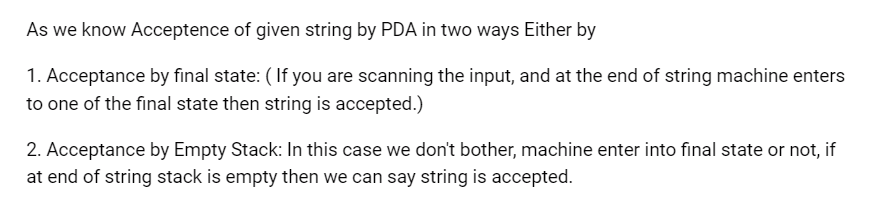 As we know Acceptence of given string by PDA in two ways Either by
1. Acceptance by final state: ( If you are scanning the input, and at the end of string machine enters
to one of the final state then string is accepted.)
2. Acceptance by Empty Stack: In this case we don't bother, machine enter into final state or not, if
at end of string stack is empty then we can say string is accepted.